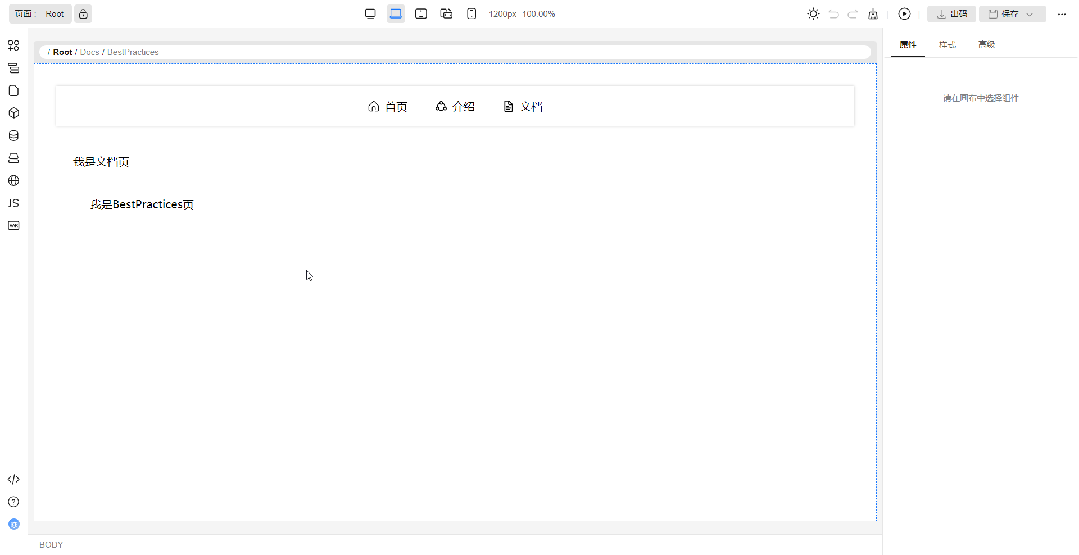 页面： Root
1200px 100.00%
出码
保存
/ Root / Docs / BestPractices
属性 样式 高级
首页 介绍 文档
请在画布中选择组件
我是文档页
我是BestPractices页
JS
BODY